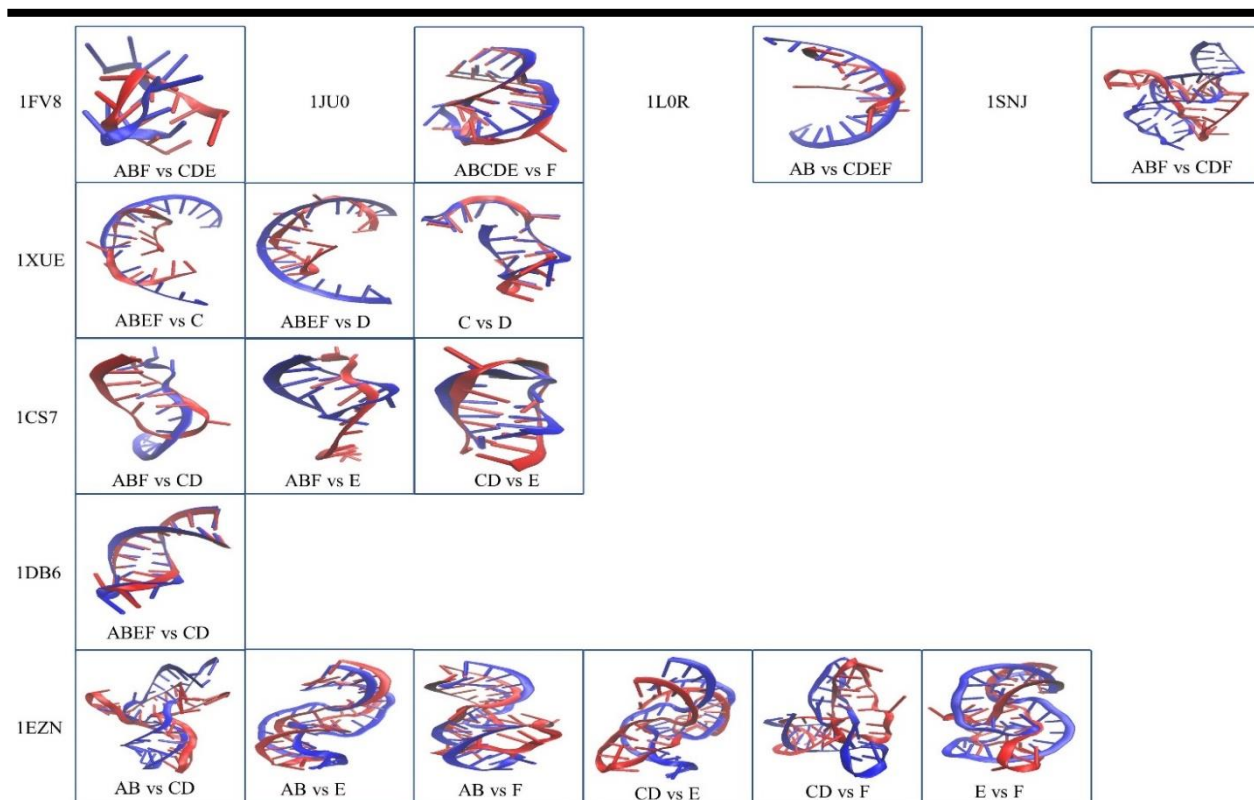 1FV8
ABF vs CDE
1JU0
ABCDE vs F
1L0R
AB vs CDEF
1SNJ
ABF vs CDF
1XUE
ABEF vs C
ABEF vs D
C vs D
1CS7
ABF vs CD
ABF vs E
CD vs E
1DB6
ABEF vs CD
1EZN
AB vs CD
AB vs E
AB vs F
CD vs E
CD vs F
E vs F